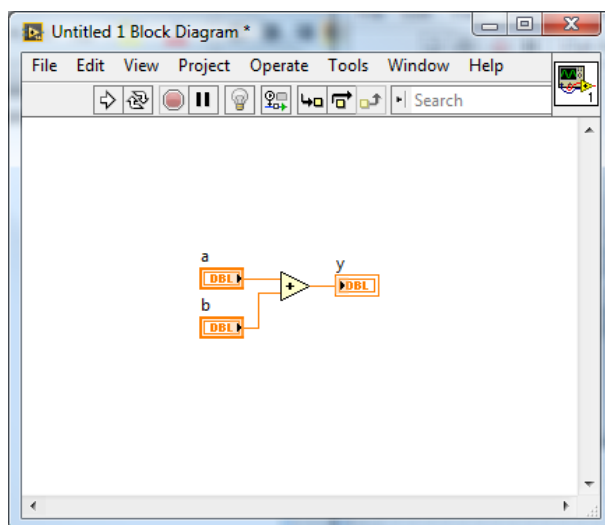 Untitled 1 Block Diagram *
File Edit View Project Operate Tools Window Help
Search
1
a
DBL
y
+
DBL
b
DBL